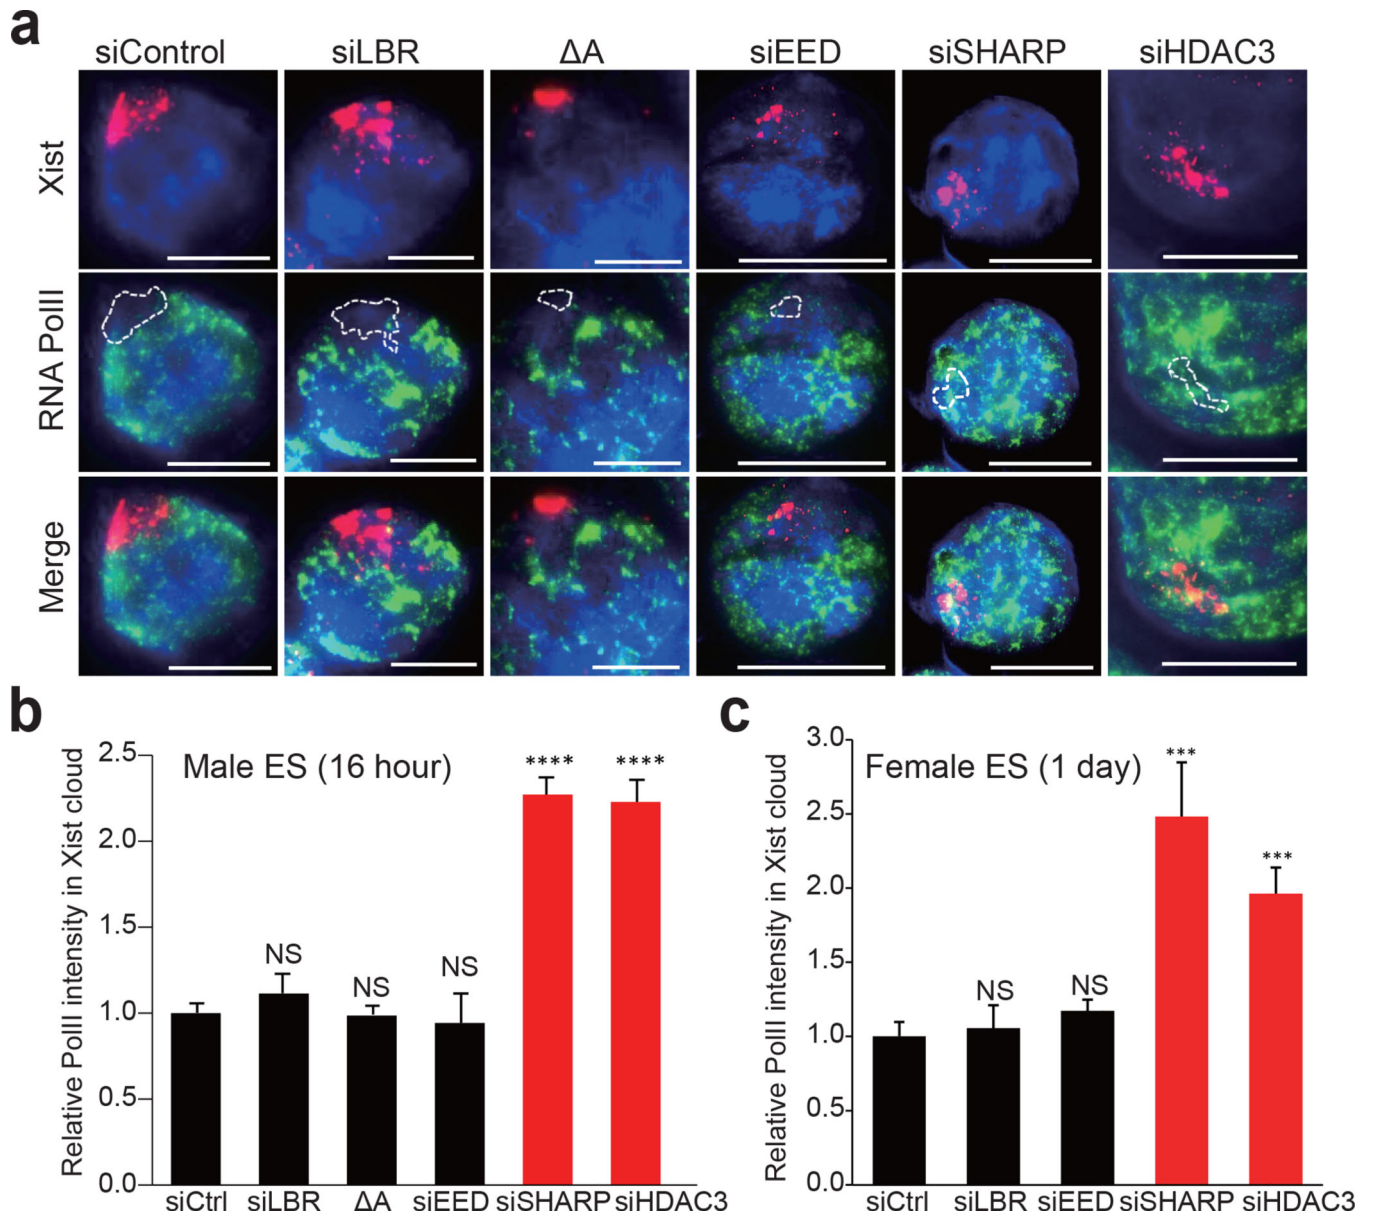 a
siControl siLBR ΔA siEED siSHARP siHDAC3
Xist
RNA PolII
Merge
b
Relative PolII intensity in Xist cloud
Male ES (16 hour)
2.5
2.0
1.5
1.0
0.5
0.0
NS
NS
NS
****
****
siCtrl siLBR ΔA siEED siSHARP siHDAC3
c
Relative PolII intensity in Xist cloud
Female ES (1 day)
3.0
2.5
2.0
1.5
1.0
0.5
0.0
NS
NS
***
***
siCtrl siLBR siEED siSHARP siHDAC3